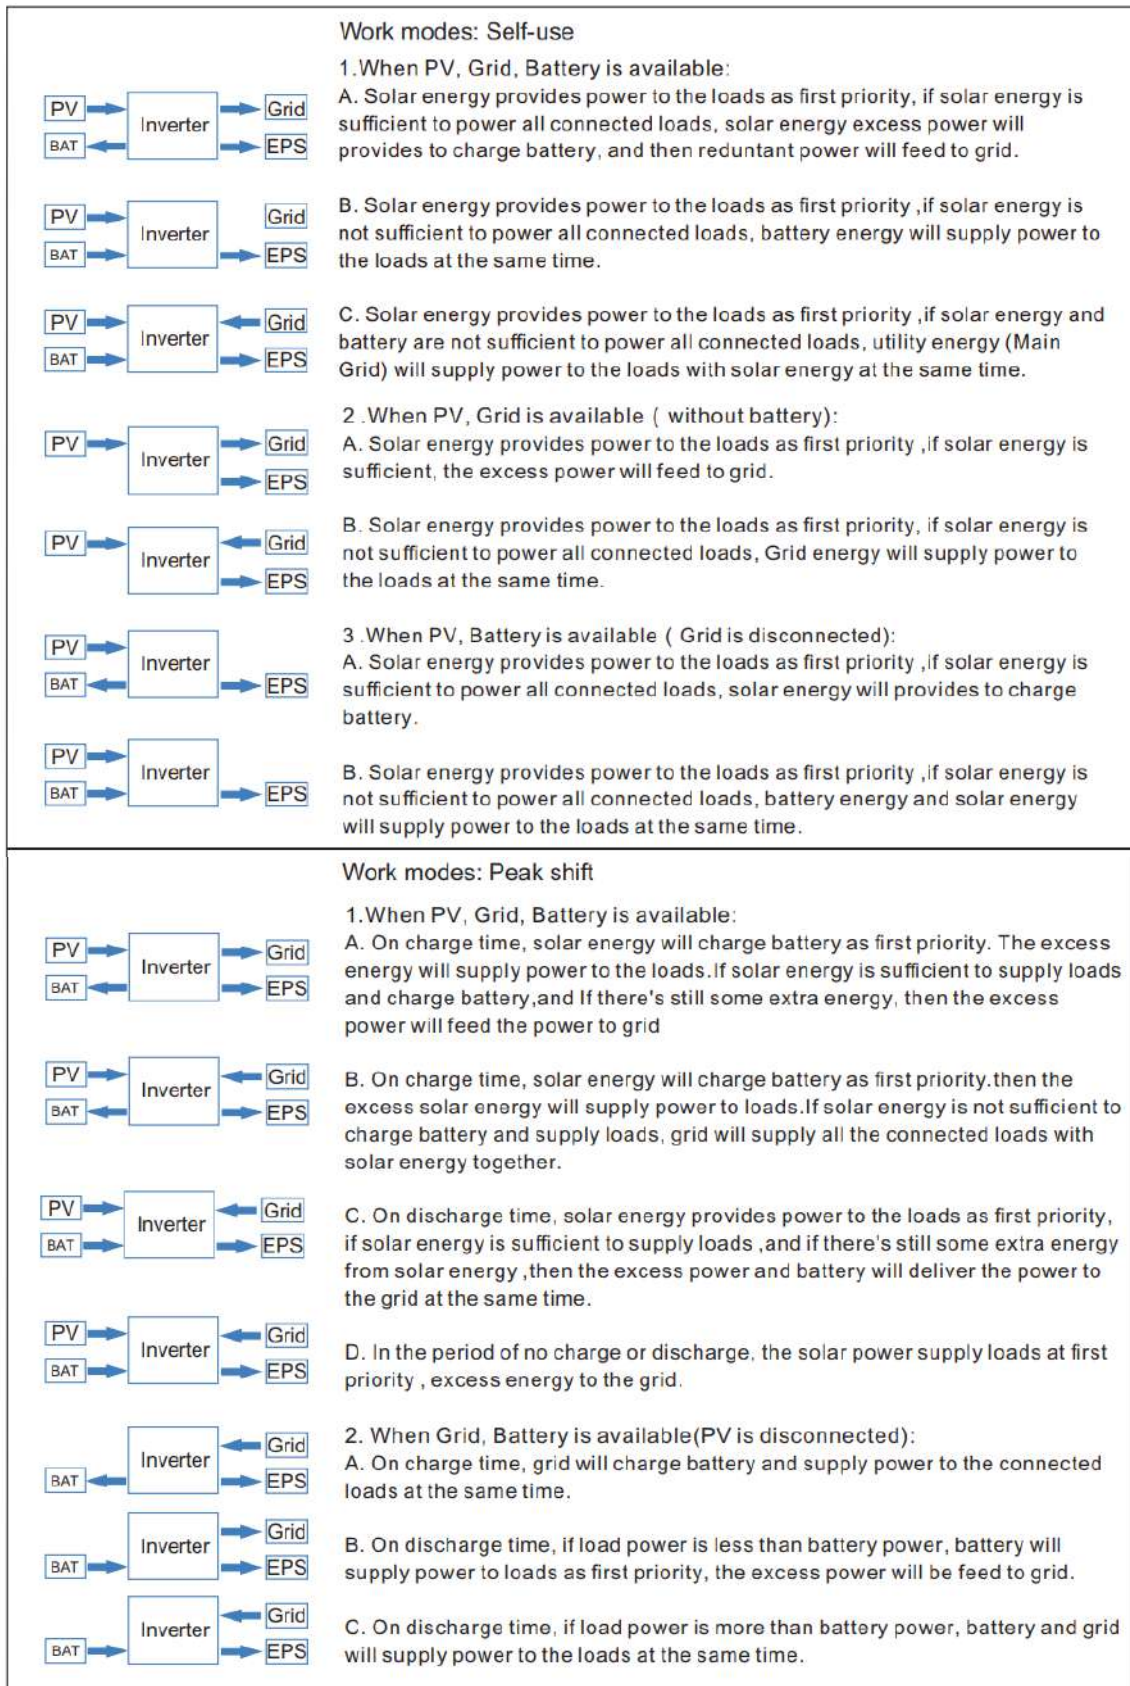 Work modes: Self-use
1.When PV, Grid, Battery is available:
PV
BAT
Inverter
Grid
EPS
A. Solar energy provides power to the loads as first priority, if solar energy is
sufficient to power all connected loads, solar energy excess power will
provides to charge battery, and then reduntant power will feed to grid.
PV
BAT
Inverter
Grid
EPS
B. Solar energy provides power to the loads as first priority ,if solar energy is
not sufficient to power all connected loads, battery energy will supply power to
the loads at the same time.
PV
BAT
Inverter
Grid
EPS
C. Solar energy provides power to the loads as first priority ,if solar energy and
battery are not sufficient to power all connected loads, utility energy (Main
Grid) will supply power to the loads with solar energy at the same time.
2 .When PV, Grid is available ( without battery):
PV
Inverter
Grid
EPS
A. Solar energy provides power to the loads as first priority ,if solar energy is
sufficient, the excess power will feed to grid.
PV
Inverter
Grid
EPS
B. Solar energy provides power to the loads as first priority, if solar energy is
not sufficient to power all connected loads, Grid energy will supply power to
the loads at the same time.
3 .When PV, Battery is available ( Grid is disconnected):
PV
BAT
Inverter
EPS
A. Solar energy provides power to the loads as first priority ,if solar energy is
sufficient to power all connected loads, solar energy will provides to charge
battery.
PV
BAT
Inverter
EPS
B. Solar energy provides power to the loads as first priority ,if solar energy is
not sufficient to power all connected loads, battery energy and solar energy
will supply power to the loads at the same time.
Work modes: Peak shift
1.When PV, Grid, Battery is available:
PV
BAT
Inverter
Grid
EPS
A. On charge time, solar energy will charge battery as first priority. The excess
energy will supply power to the loads.If solar energy is sufficient to supply loads
and charge battery,and If there's still some extra energy, then the excess
power will feed the power to grid
PV
BAT
Inverter
Grid
EPS
B. On charge time, solar energy will charge battery as first priority.then the
excess solar energy will supply power to loads.If solar energy is not sufficient to
charge battery and supply loads, grid will supply all the connected loads with
solar energy together.
PV
BAT
Inverter
Grid
EPS
C. On discharge time, solar energy provides power to the loads as first priority,
if solar energy is sufficient to supply loads ,and if there's still some extra energy
from solar energy ,then the excess power and battery will deliver the power to
the grid at the same time.
PV
BAT
Inverter
Grid
EPS
D. In the period of no charge or discharge, the solar power supply loads at first
priority , excess energy to the grid.
2. When Grid, Battery is available(PV is disconnected):
BAT
Inverter
Grid
EPS
A. On charge time, grid will charge battery and supply power to the connected
loads at the same time.
BAT
Inverter
Grid
EPS
B. On discharge time, if load power is less than battery power, battery will
supply power to loads as first priority, the excess power will be feed to grid.
BAT
Inverter
Grid
EPS
C. On discharge time, if load power is more than battery power, battery and grid
will supply power to the loads at the same time.